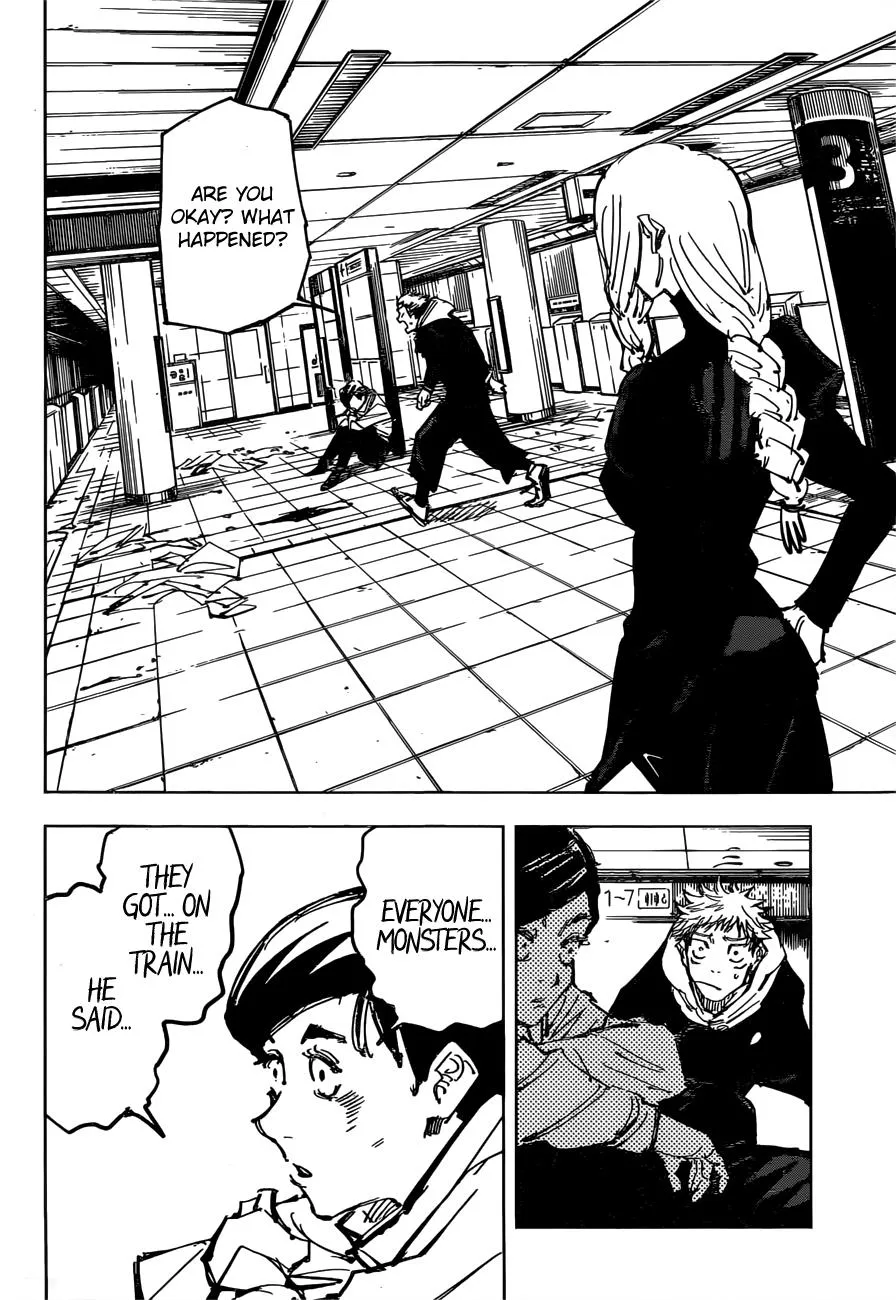 ARE YOU
OKAY? WHAT
HAPPENED?
3
1~7
EVERYONE...
MONSTERS...
THEY
GOT... ON
THE
TRAIN...
HE
SAID...